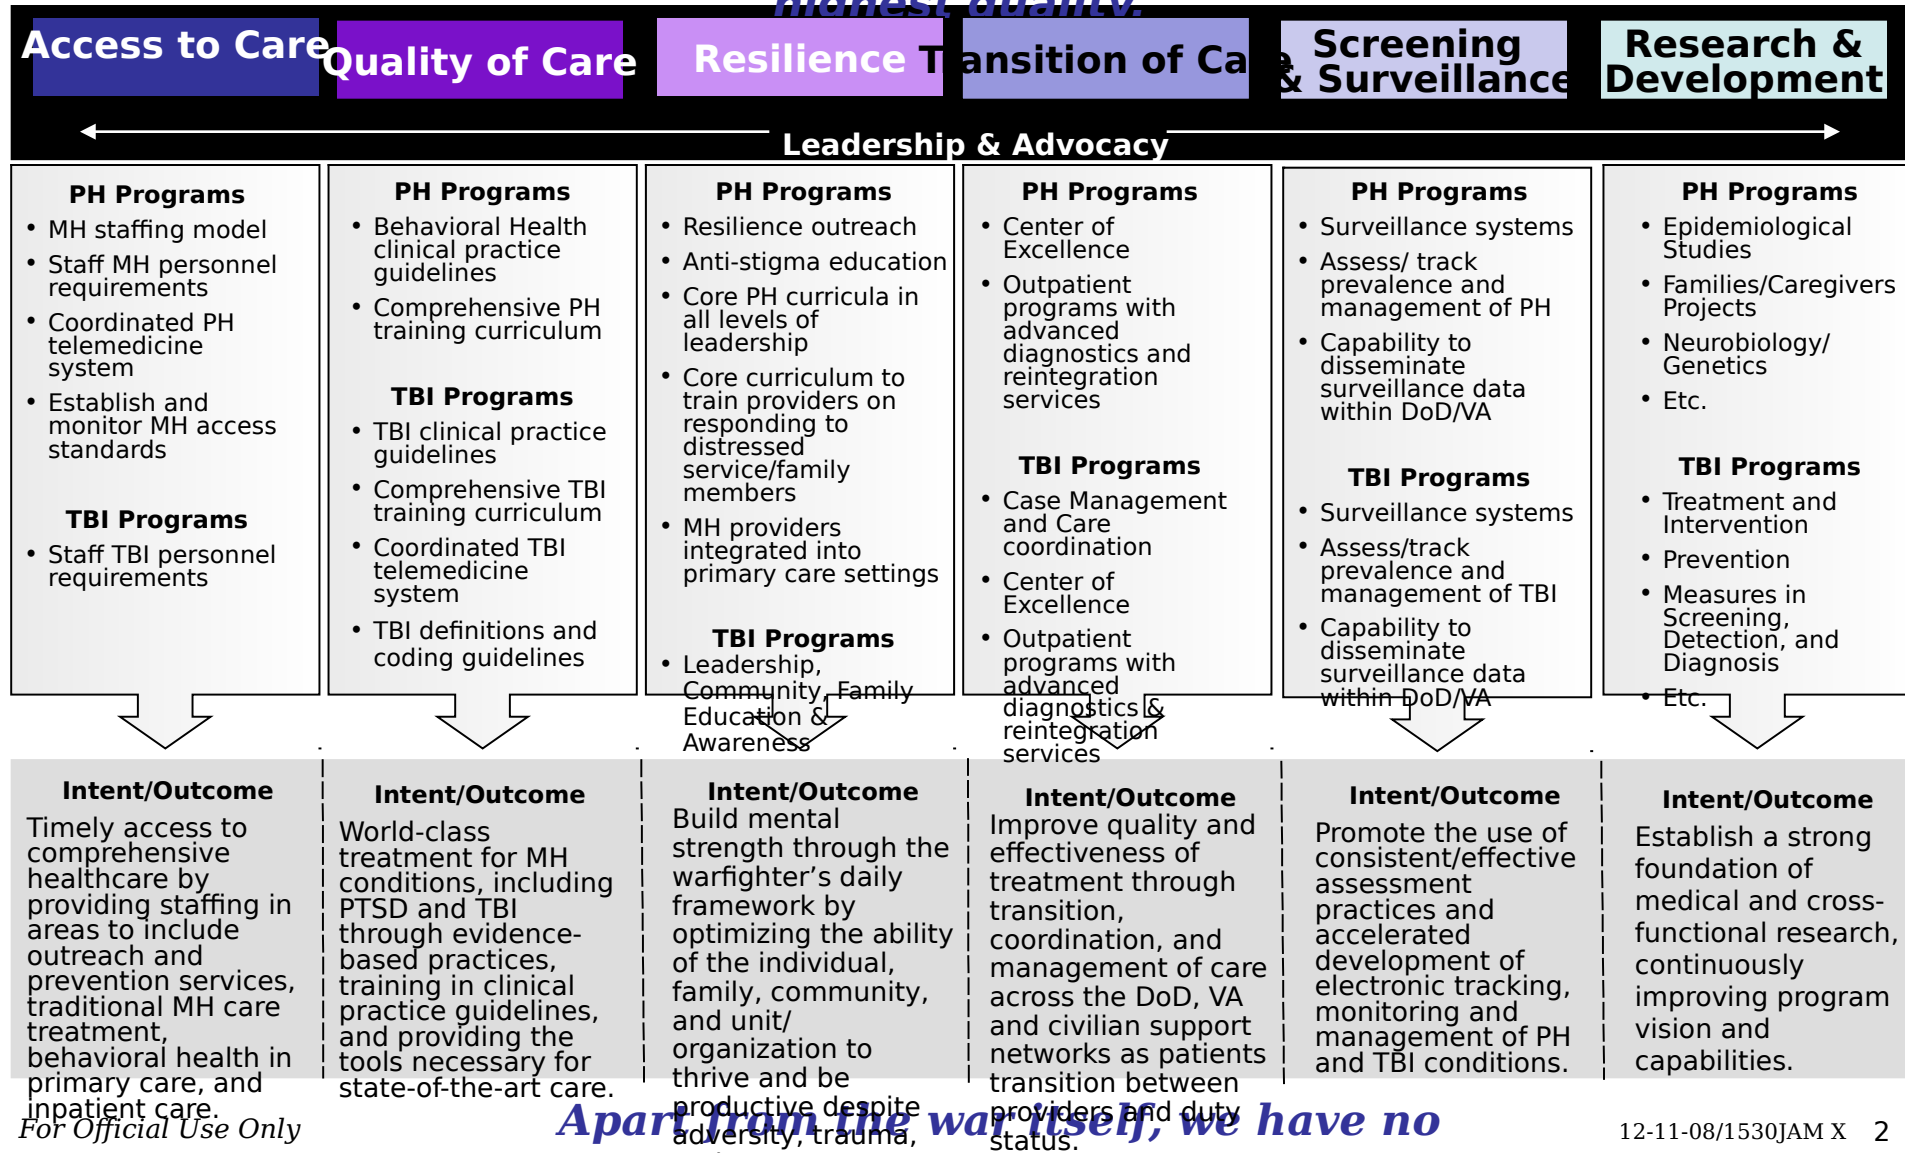 highest quality.
Access to Care
Quality of Care
Resilience
Transition of Care
Screening
& Surveillance
Research &
Development
Leadership & Advocacy
PH Programs
• MH staffing model
• Staff MH personnel
requirements
• Coordinated PH
telemedicine
system
• Establish and
monitor MH access
standards
TBI Programs
• Staff TBI personnel
requirements
PH Programs
• Behavioral Health
clinical practice
guidelines
• Comprehensive PH
training curriculum
TBI Programs
• TBI clinical practice
guidelines
• Comprehensive TBI
training curriculum
• Coordinated TBI
telemedicine
system
• TBI definitions and
coding guidelines
PH Programs
• Resilience outreach
• Anti-stigma education
• Core PH curricula in
all levels of
leadership
• Core curriculum to
train providers on
responding to
distressed
service/family
members
• MH providers
integrated into
primary care settings
TBI Programs
• Leadership,
Community, Family
Education &
Awareness
PH Programs
• Center of
Excellence
• Outpatient
programs with
advanced
diagnostics and
reintegration
services
TBI Programs
• Case Management
and Care
coordination
• Center of
Excellence
• Outpatient
programs with
advanced
diagnostics &
reintegration
services
PH Programs
• Surveillance systems
• Assess/ track
prevalence and
management of PH
• Capability to
disseminate
surveillance data
within DoD/VA
TBI Programs
• Surveillance systems
• Assess/track
prevalence and
management of TBI
• Capability to
disseminate
surveillance data
within DoD/VA
PH Programs
• Epidemiological
Studies
• Families/Caregivers
Projects
• Neurobiology/
Genetics
• Etc.
TBI Programs
• Treatment and
Intervention
• Prevention
• Measures in
Screening,
Detection, and
Diagnosis
• Etc.
Intent/Outcome
Timely access to
comprehensive
healthcare by
providing staffing in
areas to include
outreach and
prevention services,
traditional MH care
treatment,
behavioral health in
primary care, and
inpatient care.
Intent/Outcome
World-class
treatment for MH
conditions, including
PTSD and TBI
through evidence-
based practices,
training in clinical
practice guidelines,
and providing the
tools necessary for
state-of-the-art care.
Intent/Outcome
Build mental
strength through the
warfighter’s daily
framework by
optimizing the ability
of the individual,
family, community,
and unit/
organization to
thrive and be
productive despite
adversity, trauma,
Intent/Outcome
Improve quality and
effectiveness of
treatment through
transition,
coordination, and
management of care
across the DoD, VA
and civilian support
networks as patients
transition between
providers and duty
status.
Intent/Outcome
Promote the use of
consistent/effective
assessment
practices and
accelerated
development of
electronic tracking,
monitoring and
management of PH
and TBI conditions.
Intent/Outcome
Establish a strong
foundation of
medical and cross-
functional research,
continuously
improving program
vision and
capabilities.
For Official Use Only
Apart from the war itself, we have no
12-11-08/1530JAM X 2